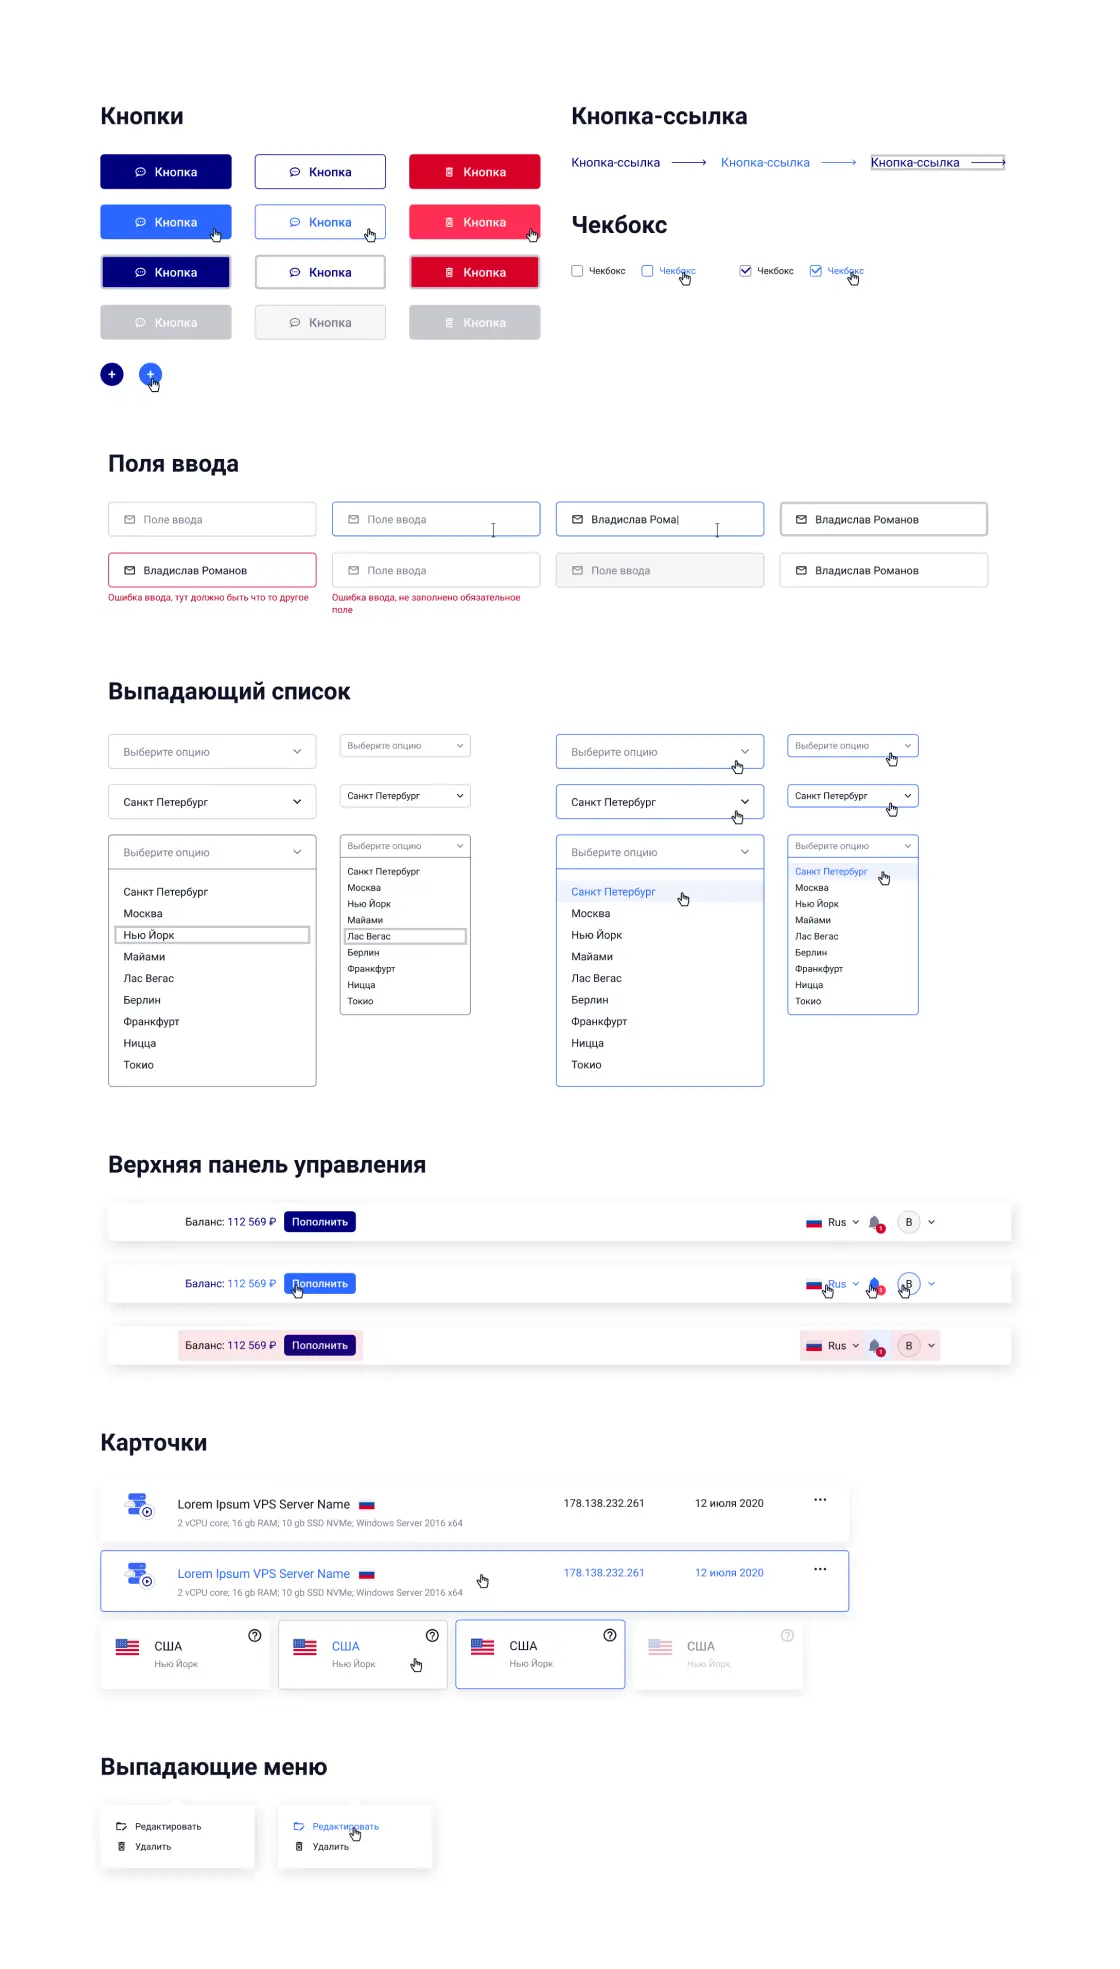 Кнопки
Кнопка
Кнопка
Кнопка
Кнопка
Кнопка
Кнопка
Кнопка
Кнопка
Кнопка
Кнопка
Кнопка
Кнопка
Кнопка-ссылка
Кнопка-ссылка
Кнопка-ссылка
Кнопка-ссылка
Чекбокс
Чекбокс
Чекбокс
Чекбокс
Чекбокс
Поля ввода
Поле ввода
Поле ввода
Владислав Рома
Владислав Романов
Владислав Романов
Поле ввода
Поле ввода
Владислав Романов
Ошибка ввода, тут должно быть что то другое
Ошибка ввода, не заполнено обязательное
поле
Выпадающий список
Выберите опцию
Выберите опцию
Выберите опцию
Выберите опцию
Санкт Петербург
Санкт Петербург
Санкт Петербург
Санкт Петербург
Выберите опцию
Санкт Петербург
Москва
Нью Йорк
Майами
Лас Вегас
Берлин
Франкфурт
Ницца
Токио
Выберите опцию
Санкт Петербург
Москва
Нью Йорк
Майами
Лас Вегас
Берлин
Франкфурт
Ницца
Токио
Выберите опцию
Санкт Петербург
Москва
Нью Йорк
Майами
Лас Вегас
Берлин
Франкфурт
Ницца
Токио
Выберите опцию
Санкт Петербург
Москва
Нью Йорк
Майами
Лас Вегас
Берлин
Франкфурт
Ницца
Токио
Верхняя панель управления
Баланс: 112 569 ₽ Пополнить Rus 1 В
Баланс: 112 569 ₽ Пополнить Rus 1 В
Баланс: 112 569 ₽ Пополнить Rus 1 В
Карточки
Lorem Ipsum VPS Server Name 178.138.232.261 12 июля 2020
2 vCPU core; 16 gb RAM; 10 gb SSD NVMe; Windows Server 2016 x64
Lorem Ipsum VPS Server Name 178.138.232.261 12 июля 2020
2 vCPU core; 16 gb RAM; 10 gb SSD NVMe; Windows Server 2016 x64
США
Нью Йорк
США
Нью Йорк
США
Нью Йорк
США
Нью Йорк
Выпадающие меню
Редактировать
Удалить
Редактировать
Удалить